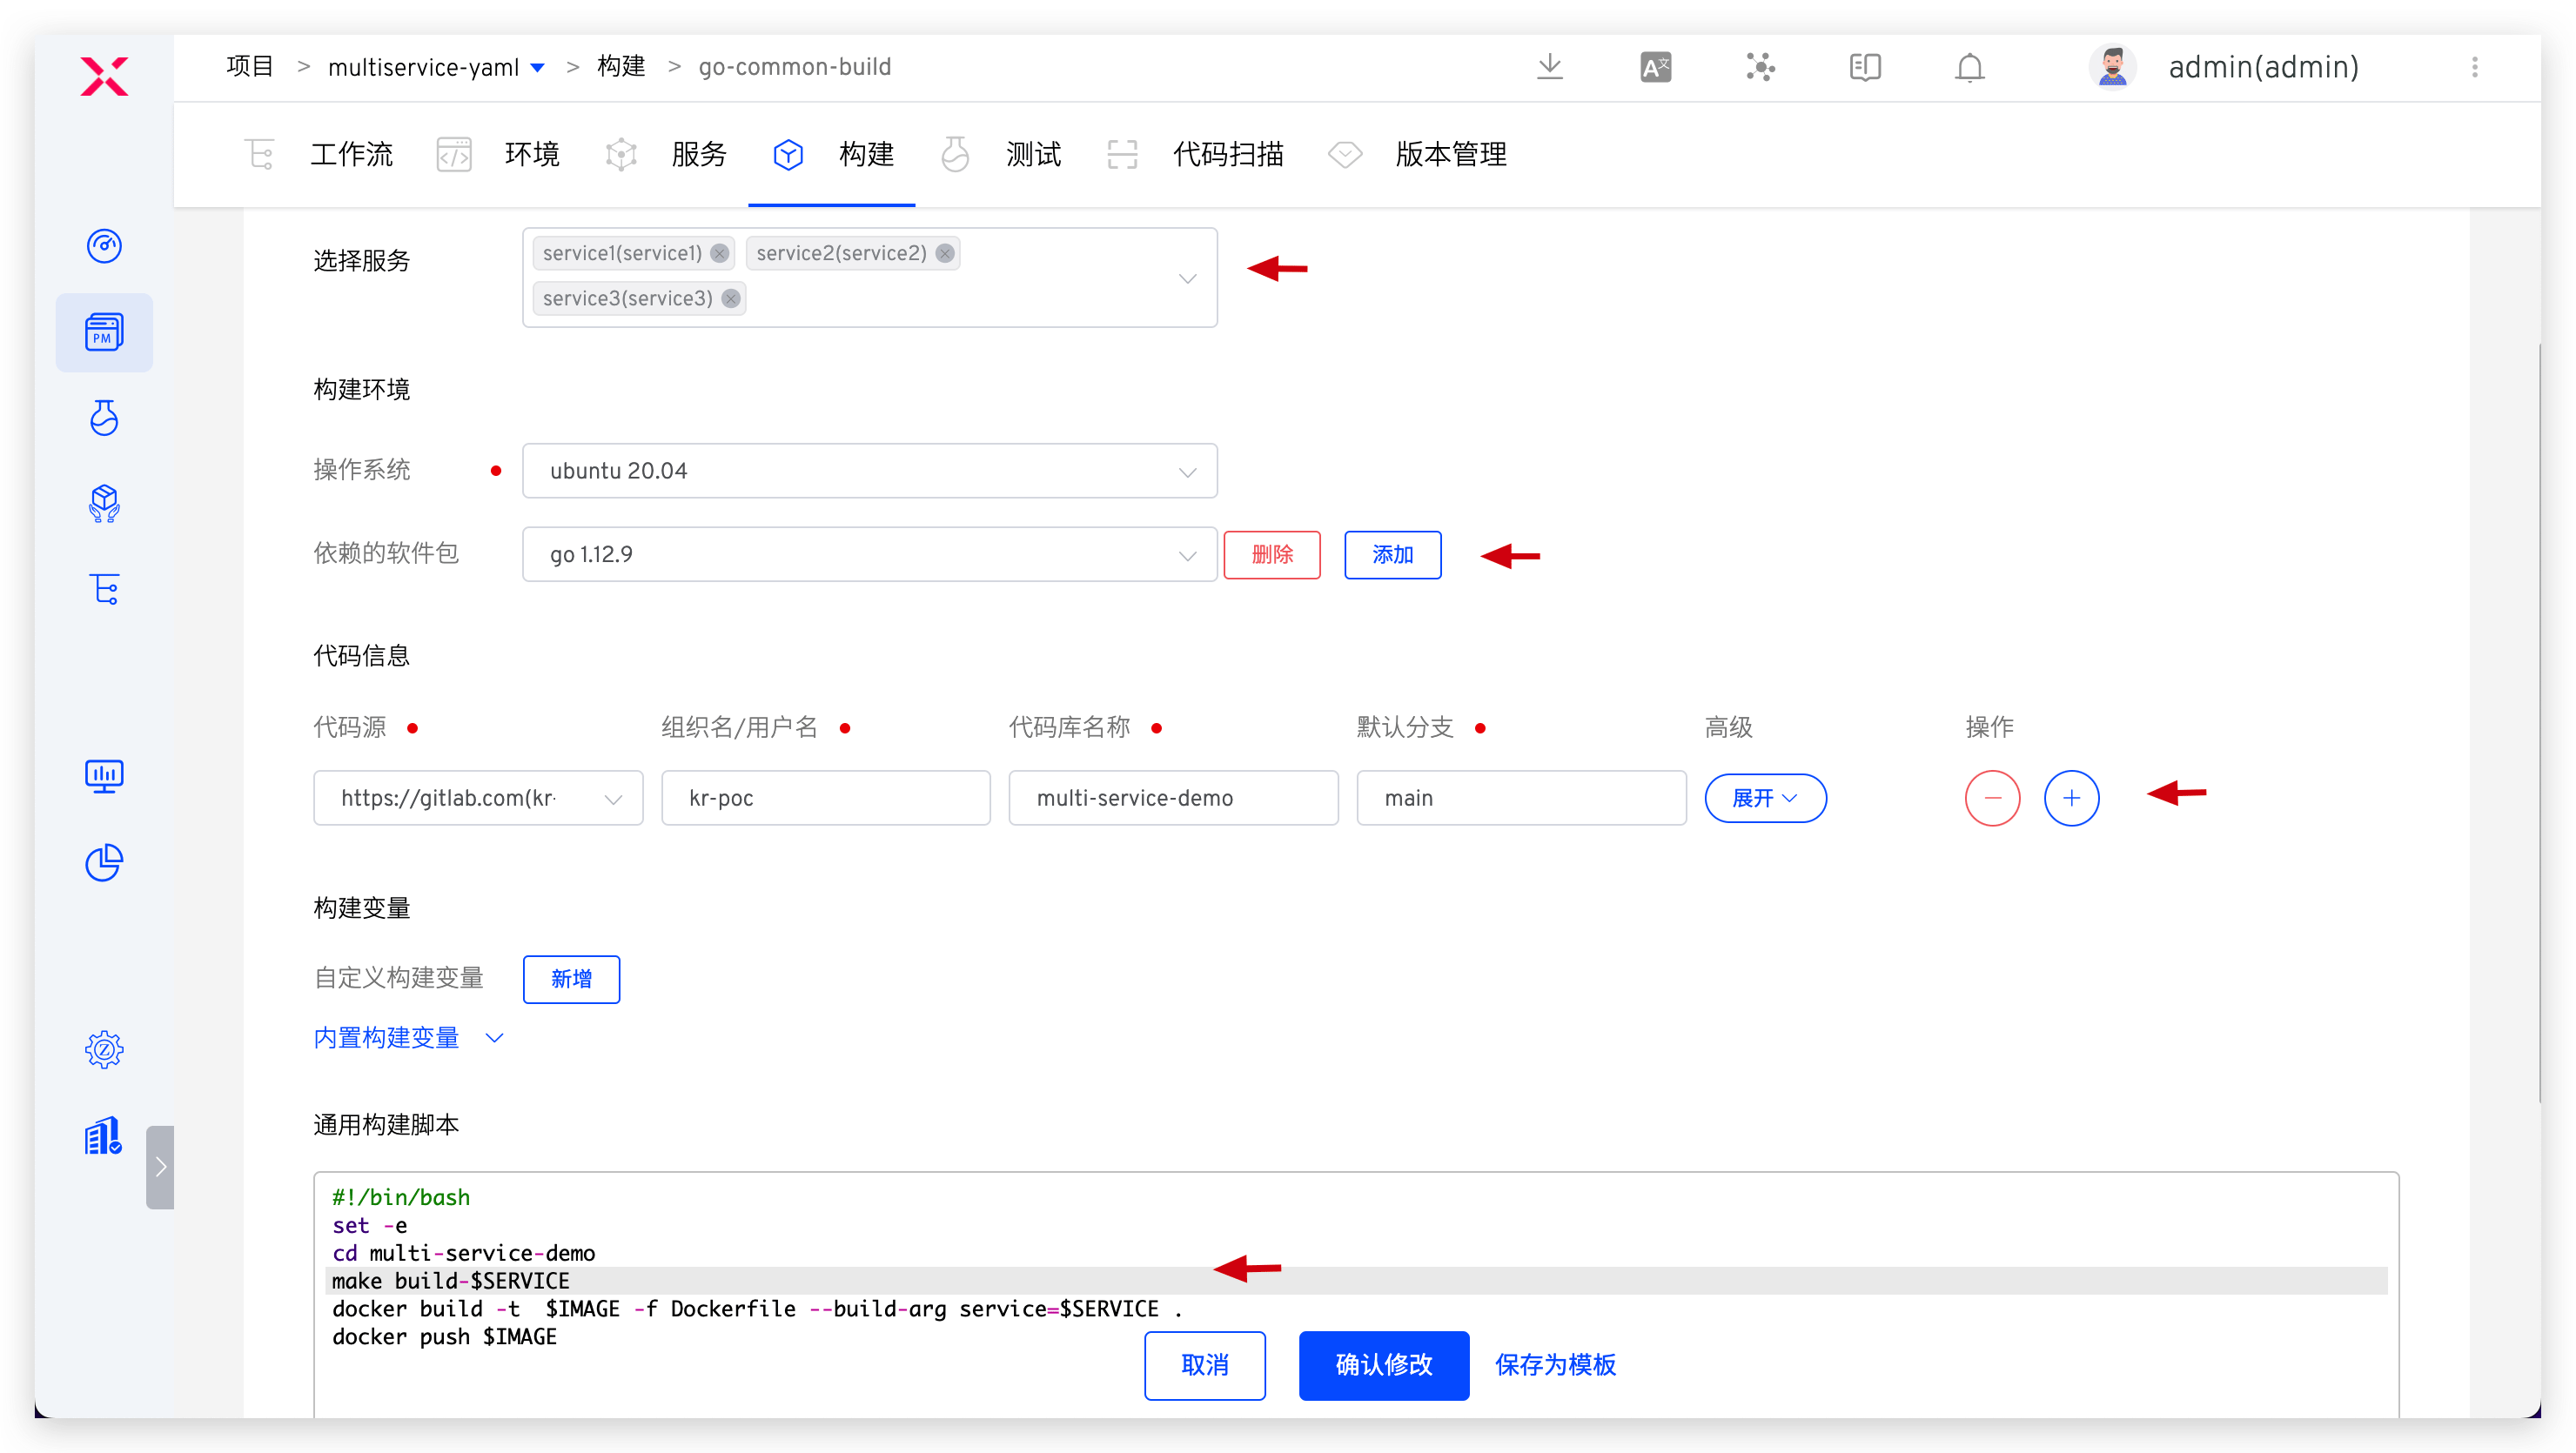 项目 > multiservice-yaml > 构建 > go-common-build
admin(admin)
工作流 环境 服务 构建 测试 代码扫描 版本管理
PM
选择服务 service1(service1) service2(service2)
service3(service3)
构建环境
操作系统 ubuntu 20.04
依赖的软件包 go 1.12.9 删除 添加
代码信息
代码源 组织名/用户名 代码库名称 默认分支 高级 操作
https://gitlab.com(kr- kr-poc multi-service-demo main 展开
构建变量
自定义构建变量 新增
内置构建变量
通用构建脚本
#!/bin/bash
set -e
cd multi-service-demo
make build-$SERVICE
docker build -t  $IMAGE -f Dockerfile --build-arg service=$SERVICE .
docker push $IMAGE
取消 确认修改 保存为模板